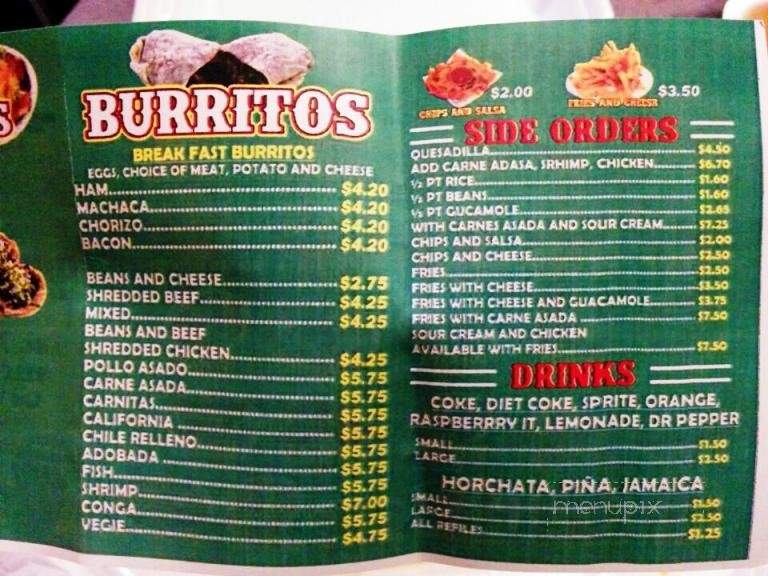 S
BURRITOS
BREAK FAST BURRITOS
EGGS, CHOICE OF MEAT, POTATO AND CHEESE
HAM $4.20
MACHACA $4.20
CHORIZO $4.20
BACON $4.20
BEANS AND CHEESE $2.75
SHREDDED BEEF $4.25
MIXED $4.25
BEANS AND BEEF
SHREDDED CHICKEN $4.25
POLLO ASADO $5.75
CARNE ASADA $5.75
CARNITAS $5.75
CALIFORNIA $5.75
CHILE RELLENO $5.75
ADOBADA $5.75
FISH $5.75
SHRIMP $7.00
CONGA $5.75
VEGIE $4.75
$2.00
CHIPS AND SALSA
$3.50
FRIES AND CHEESE
SIDE ORDERS
QUESADILLA $4.50
ADD CARNE ADASA, SRHIMP, CHICKEN $6.70
½ PT RICE $1.60
½ PT BEANS $1.60
½ PT GUCAMOLE $2.65
WITH CARNES ASADA AND SOUR CREAM $7.25
CHIPS AND SALSA $2.00
CHIPS AND CHEESE $2.50
FRIES $2.50
FRIES WITH CHEESE $3.50
FRIES WITH CHEESE AND GUACAMOLE $3.75
FRIES WITH CARNE ASADA $7.50
SOUR CREAM AND CHICKEN
AVAILABLE WITH FRIES $7.50
DRINKS
COKE, DIET COKE, SPRITE, ORANGE,
RASPBERRRY IT, LEMONADE, DR PEPPER
SMALL $1.50
LARGE $2.50
HORCHATA, PIÑA, JAMAICA
SMALL $1.50
LARGE $2.50
ALL REFILES $1.25
menupix